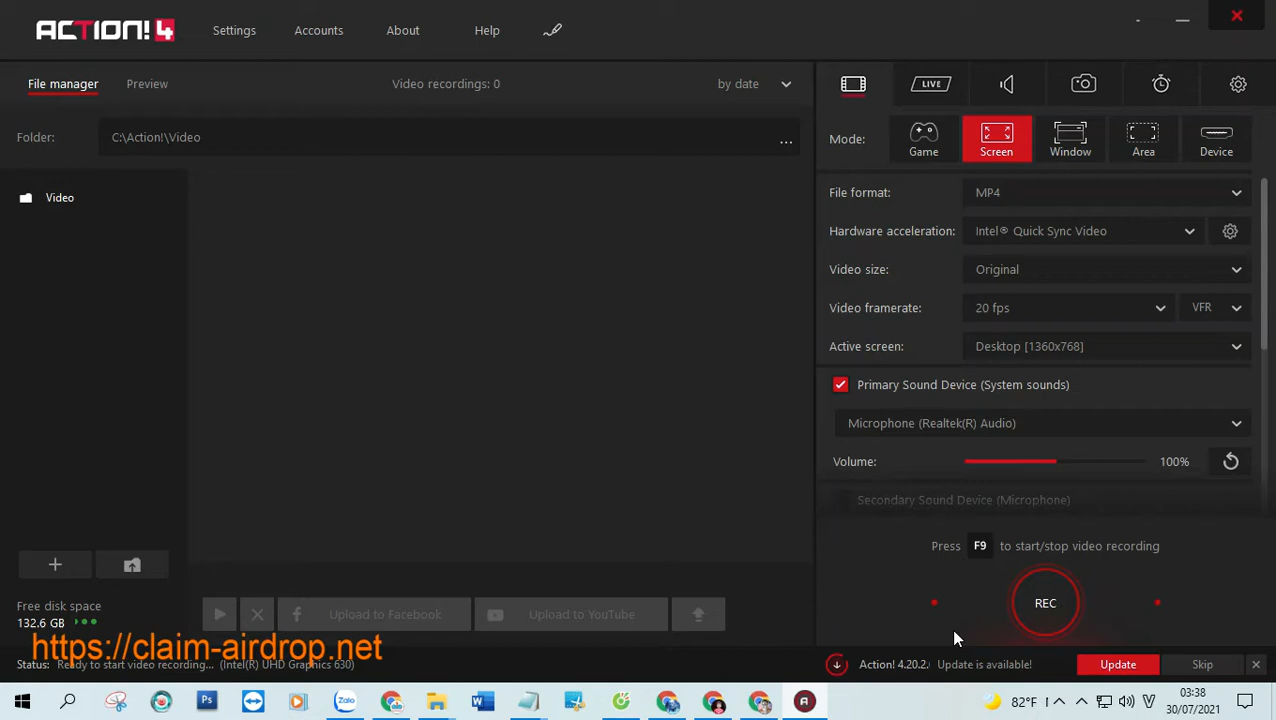 ACTION! 4
Settings
Accounts
About
Help
File manager
Preview
Video recordings: 0
by date
LIVE
Folder:
C:\Action!\Video
...
Mode:
Game
Screen
Window
Area
Device
Video
File format:
MP4
Hardware acceleration:
Intel® Quick Sync Video
Video size:
Original
Video framerate:
20 fps
VFR
Active screen:
Desktop [1360x768]
Primary Sound Device (System sounds)
Microphone (Realtek(R) Audio)
Volume:
100%
Secondary Sound Device (Microphone)
Press F9 to start/stop video recording
REC
Free disk space
132.6 GB
Upload to Facebook
Upload to YouTube
https://claim-airdrop.net
Status:
Ready to start video recording... (Intel(R) UHD Graphics 630)
Action! 4.20.2. Update is available!
Update
Skip
Ps
Zalo
W
82°F
V
03:38
30/07/2021